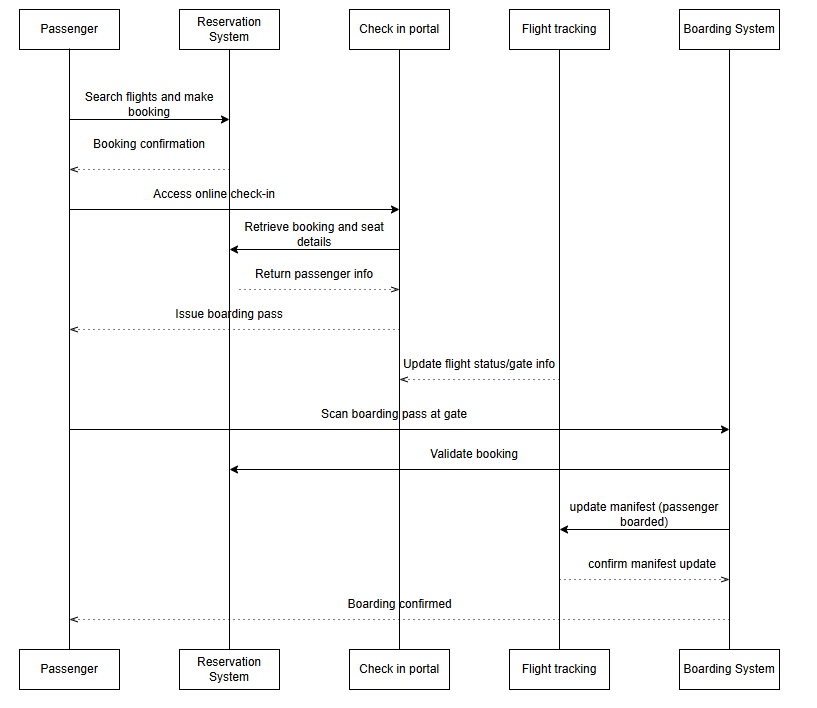 Passenger
Reservation
System
Check in portal
Flight tracking
Boarding System
Search flights and make
booking
Booking confirmation
Access online check-in
Retrieve booking and seat
details
Return passenger info
Issue boarding pass
Update flight status/gate info
Scan boarding pass at gate
Validate booking
update manifest (passenger
boarded)
confirm manifest update
Boarding confirmed
Passenger
Reservation
System
Check in portal
Flight tracking
Boarding System